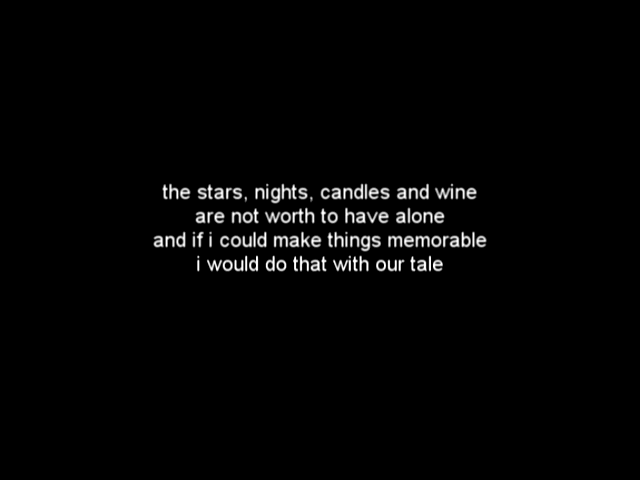 the stars, nights, candles and wine
are not worth to have alone
and if i could make things memorable
i would do that with our tale